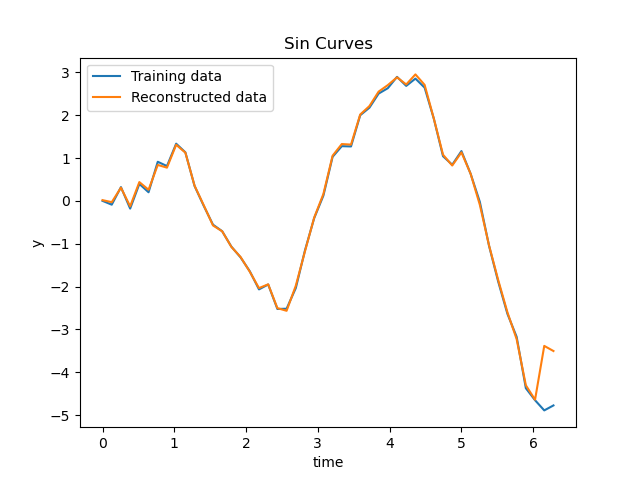 Sin Curves
Training data
Reconstructed data
3
2
1
0
−1
−2
−3
−4
−5
y
0 1 2 3 4 5 6
time